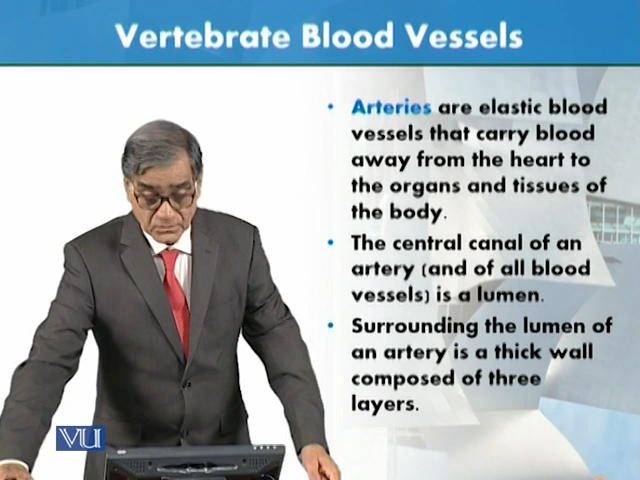 Vertebrate Blood Vessels
• Arteries are elastic blood
vessels that carry blood
away from the heart to
the organs and tissues of
the body.
• The central canal of an
artery (and of all blood
vessels) is a lumen.
• Surrounding the lumen of
an artery is a thick wall
composed of three
layers.
VU